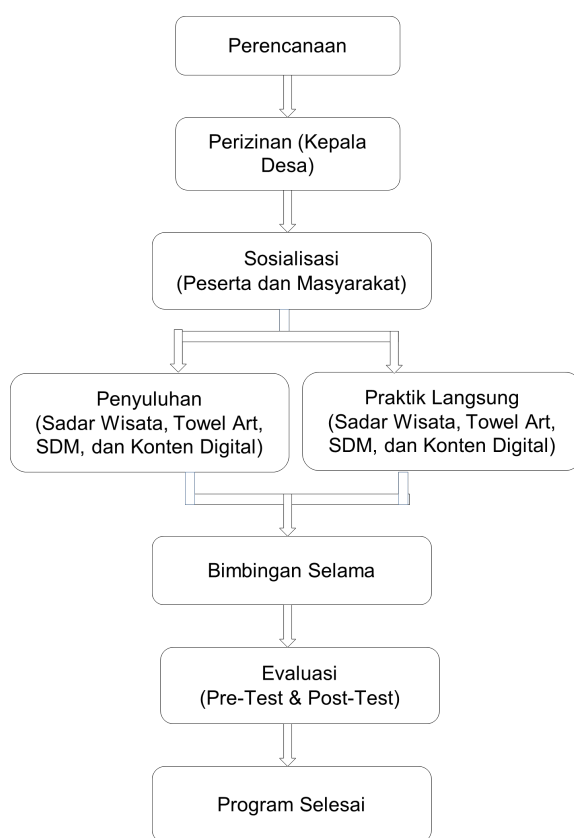 Perencanaan
Perizinan (Kepala
Desa)
Sosialisasi
(Peserta dan Masyarakat)
Penyuluhan
(Sadar Wisata, Towel Art,
SDM, dan Konten Digital)
Praktik Langsung
(Sadar Wisata, Towel Art,
SDM, dan Konten Digital)
Bimbingan Selama
Evaluasi
(Pre-Test & Post-Test)
Program Selesai